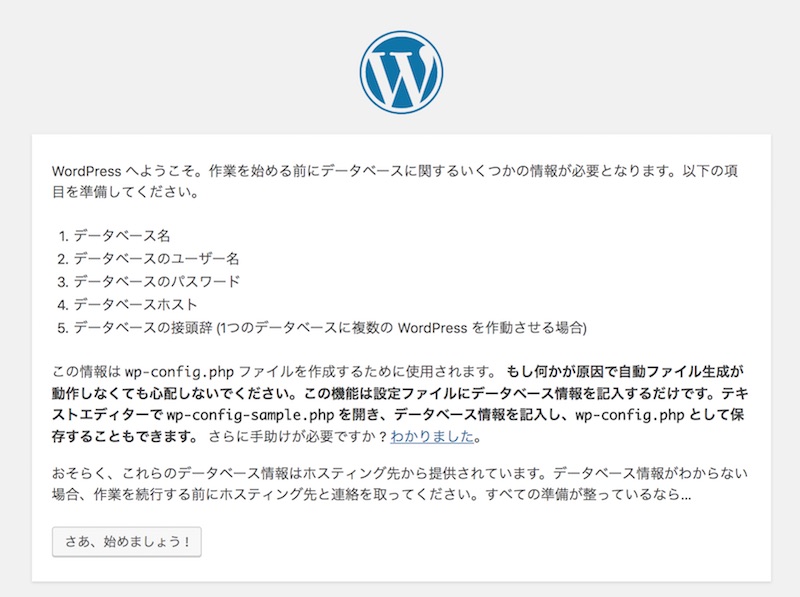 WordPress へようこそ。作業を始める前にデータベースに関するいくつかの情報が必要となります。以下の項
目を準備してください。
1. データベース名
2. データベースのユーザー名
3. データベースのパスワード
4. データベースホスト
5. データベースの接頭辞 (1つのデータベースに複数の WordPress を作動させる場合)
この情報は wp-config.php ファイルを作成するために使用されます。 もし何かが原因で自動ファイル生成が
動作しなくても心配しないでください。この機能は設定ファイルにデータベース情報を記入するだけです。テキ
ストエディターで wp-config-sample.php を開き、データベース情報を記入し、wp-config.php として保
存することもできます。 さらに手助けが必要ですか ? わかりました。
おそらく、これらのデータベース情報はホスティング先から提供されています。データベース情報がわからない
場合、作業を続行する前にホスティング先と連絡を取ってください。すべての準備が整っているなら...
さあ、始めましょう !